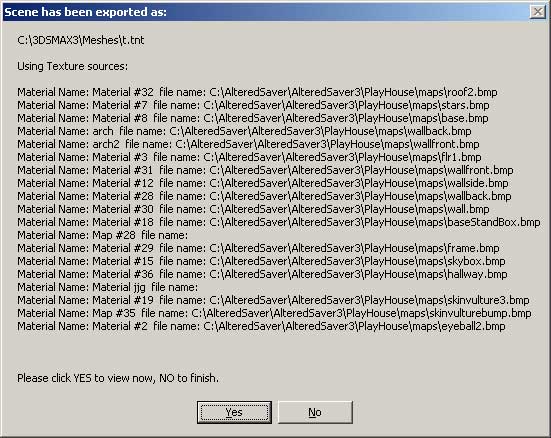 Scene has been exported as:
C:\3DSMAX3\Meshes\t.tnt
Using Texture sources:
Material Name: Material #32 file name: C:\AlteredSaver\AlteredSaver3\PlayHouse\maps\roof2.bmp
Material Name: Material #7 file name: C:\AlteredSaver\AlteredSaver3\PlayHouse\maps\stars.bmp
Material Name: Material #8 file name: C:\AlteredSaver\AlteredSaver3\PlayHouse\maps\base.bmp
Material Name: arch file name: C:\AlteredSaver\AlteredSaver3\PlayHouse\maps\wallback.bmp
Material Name: arch2 file name: C:\AlteredSaver\AlteredSaver3\PlayHouse\maps\wallfront.bmp
Material Name: Material #3 file name: C:\AlteredSaver\AlteredSaver3\PlayHouse\maps\flr1.bmp
Material Name: Material #31 file name: C:\AlteredSaver\AlteredSaver3\PlayHouse\maps\wallfront.bmp
Material Name: Material #12 file name: C:\AlteredSaver\AlteredSaver3\PlayHouse\maps\wallside.bmp
Material Name: Material #28 file name: C:\AlteredSaver\AlteredSaver3\PlayHouse\maps\wallback.bmp
Material Name: Material #30 file name: C:\AlteredSaver\AlteredSaver3\PlayHouse\maps\wall.bmp
Material Name: Material #18 file name: C:\AlteredSaver\AlteredSaver3\PlayHouse\maps\baseStandBox.bmp
Material Name: Map #28 file name:
Material Name: Material #29 file name: C:\AlteredSaver\AlteredSaver3\PlayHouse\maps\frame.bmp
Material Name: Material #15 file name: C:\AlteredSaver\AlteredSaver3\PlayHouse\maps\skybox.bmp
Material Name: Material #36 file name: C:\AlteredSaver\AlteredSaver3\PlayHouse\maps\hallway.bmp
Material Name: Material jjg file name:
Material Name: Material #19 file name: C:\AlteredSaver\AlteredSaver3\PlayHouse\maps\skinvulture3.bmp
Material Name: Map #35 file name: C:\AlteredSaver\AlteredSaver3\PlayHouse\maps\skinvulturebump.bmp
Material Name: Material #2 file name: C:\AlteredSaver\AlteredSaver3\PlayHouse\maps\eyeball2.bmp
Please click YES to view now, NO to finish.
Yes No